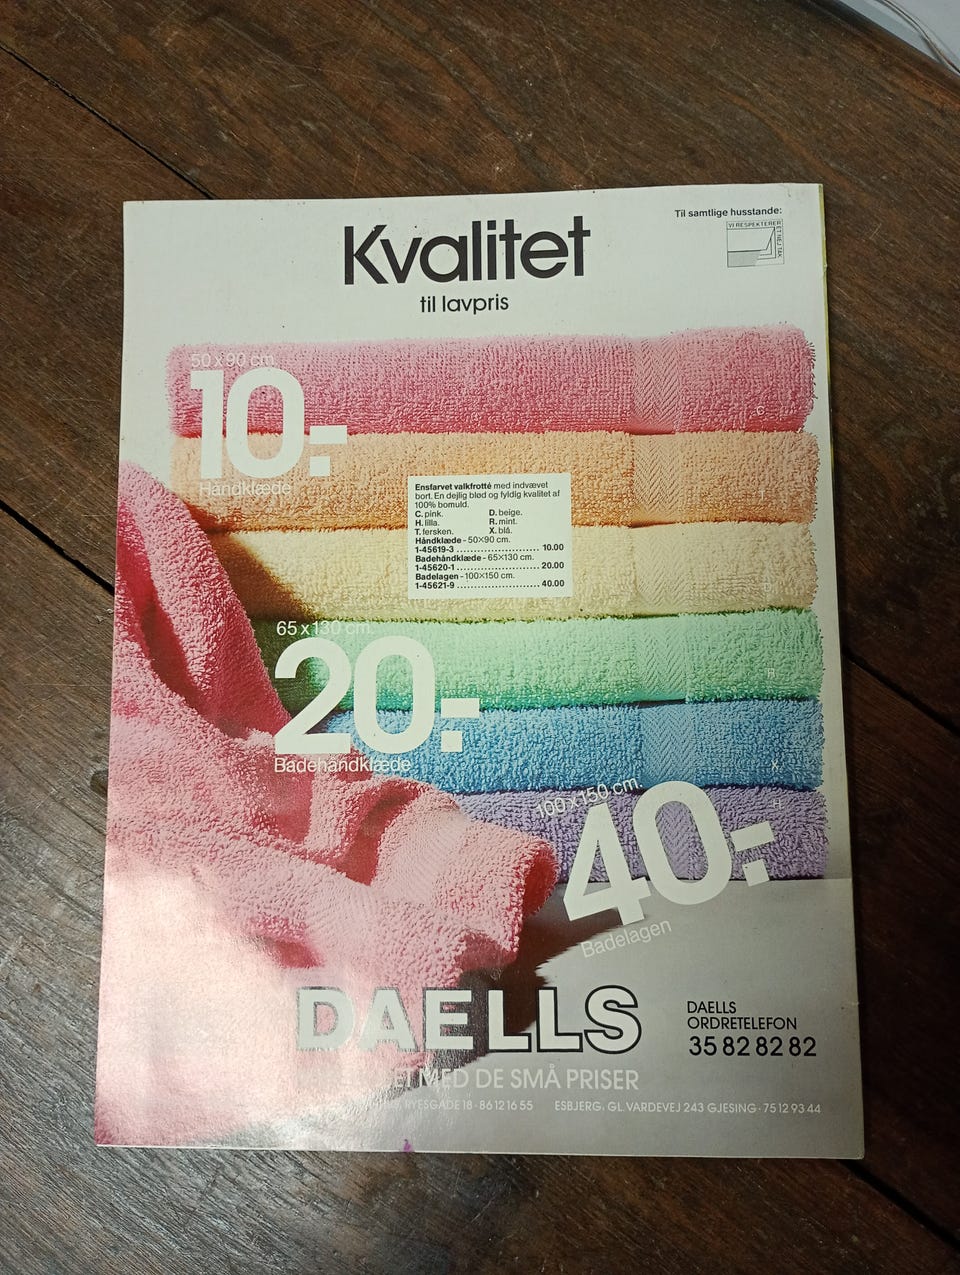 Kvalitet
til lavpris
Til samtlige husstande:
VI RESPEKTERER
ET NEJ TAK
50 x 90 cm.
10.-
Håndklæde
C
Ensfarvet valkfrotté med indvævet
bort. En dejlig blød og fyldig kvalitet af
100% bomuld.
C. pink. D. beige.
H. lilla. R. mint.
T. fersken. X. blå.
Håndklæde - 50×90 cm.
1-45619-3 ........................ 10.00
Badehåndklæde - 65×130 cm.
1-45620-1 ........................ 20.00
Badelagen - 100×150 cm.
1-45621-9 ........................ 40.00
65 x 130 cm.
20.-
Badehåndklæde
R
X
H
100 x 150 cm.
40.-
Badelagen
DAELLS
MED DE SMÅ PRISER
RYESGADE 18 · 86 12 16 55 ESBJERG, GL. VARDEVEJ 243 GJESING · 75 12 93 44
DAELLS
ORDRETELEFON
35 82 82 82